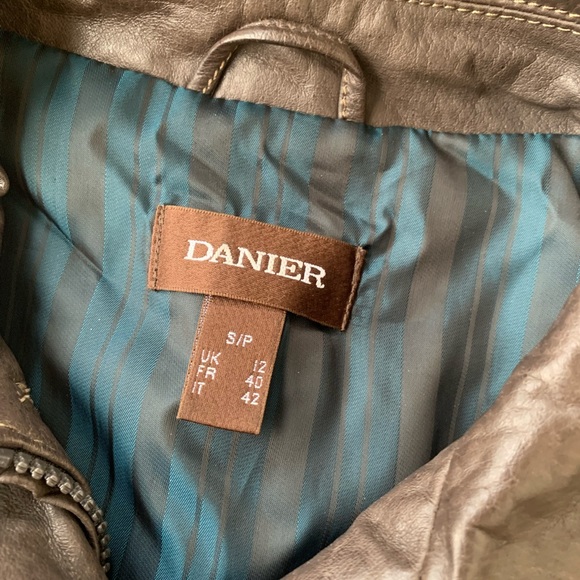 DANIER
S/P
UK 12
FR 40
IT 42